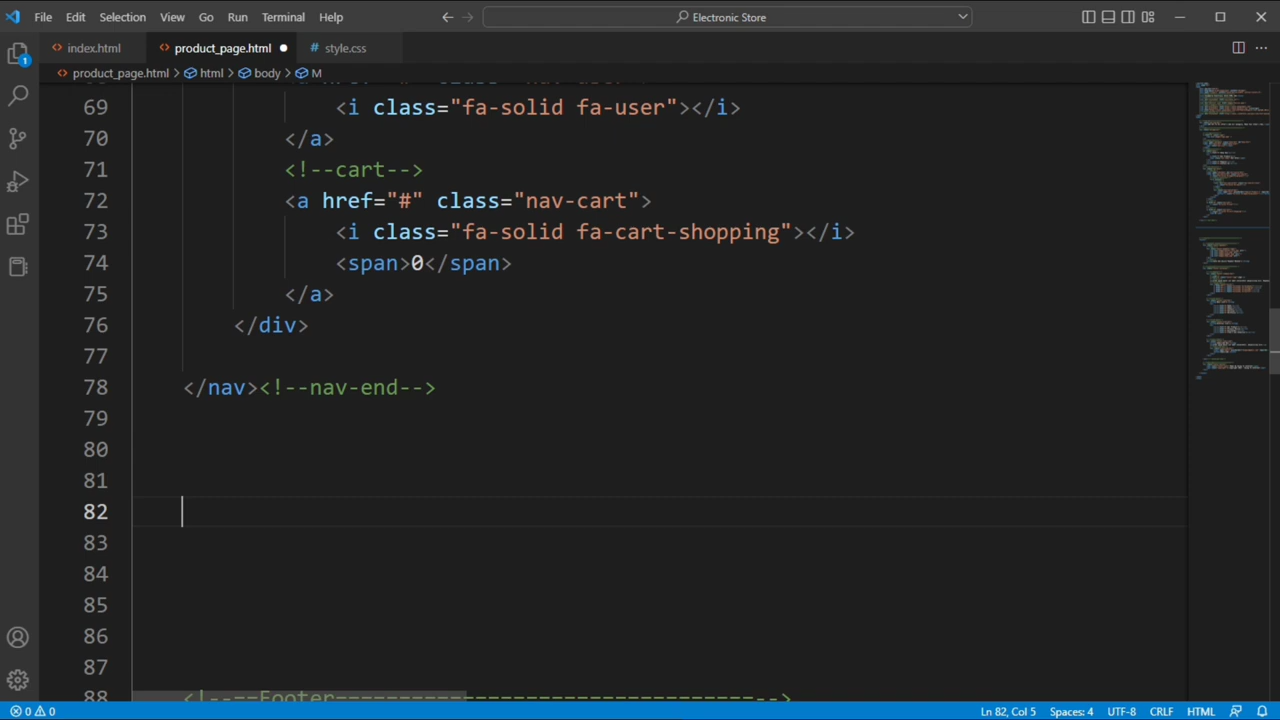 File Edit Selection View Go Run Terminal Help Electronic Store
index.html product_page.html style.css
product_page.html > html > body > M
69 <i class="fa-solid fa-user"></i>
70 </a>
71 <!--cart-->
72 <a href="#" class="nav-cart">
73 <i class="fa-solid fa-cart-shopping"></i>
74 <span>0</span>
75 </a>
76 </div>
77
78 </nav><!--nav-end-->
79
80
81
82
83
84
85
86
87
88 <!--==Footer==================================-->
0 0 Ln 82, Col 5 Spaces: 4 UTF-8 CRLF HTML
1